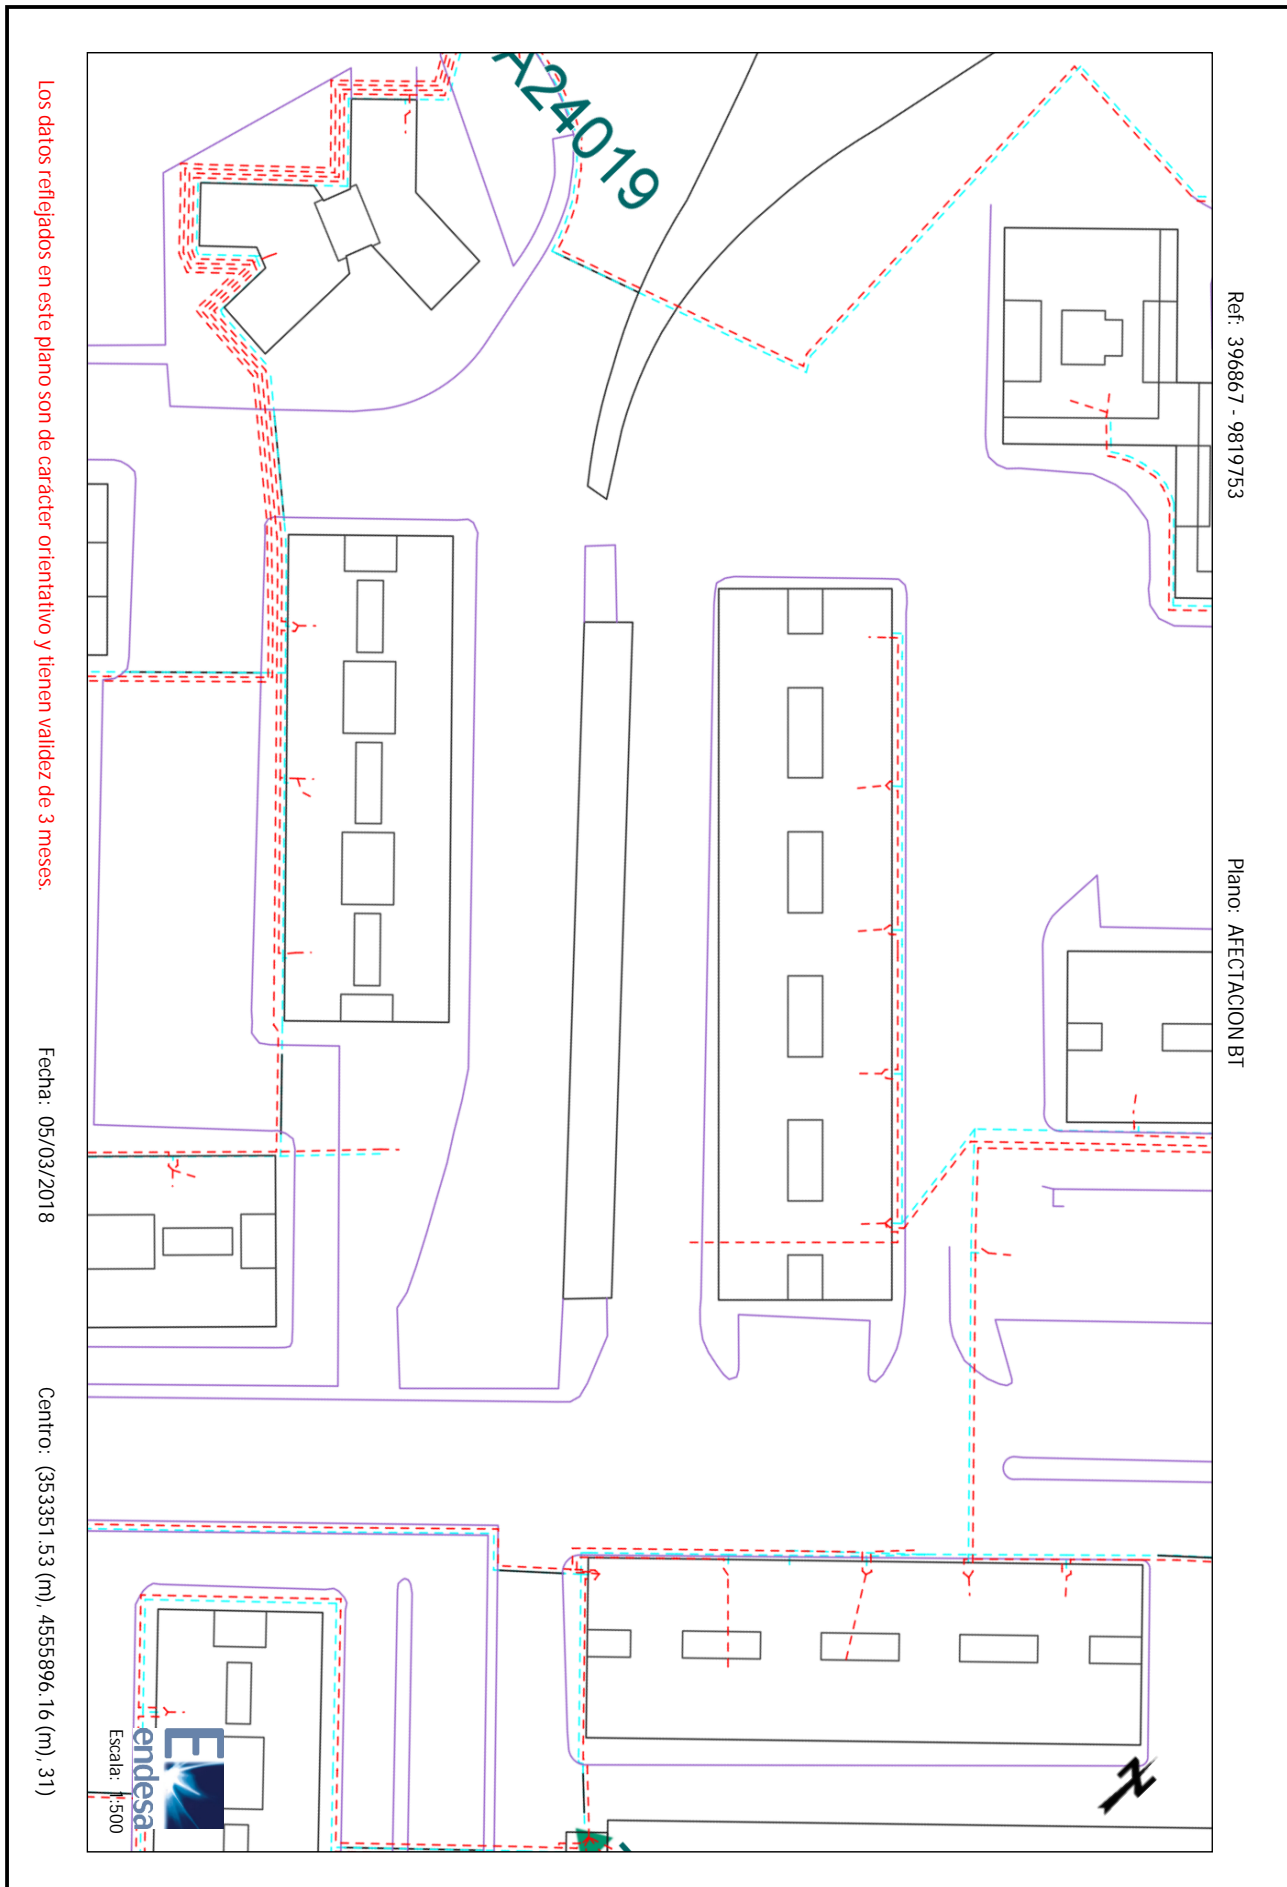 Ref: 396867 - 9819753
Plano: AFECTACION BT
A24019
N
endesa
Escala: 1:500
Los datos reflejados en este plano son de carácter orientativo y tienen validez de 3 meses.
Fecha: 05/03/2018
Centro: (353351.53 (m), 4555896.16 (m), 31)